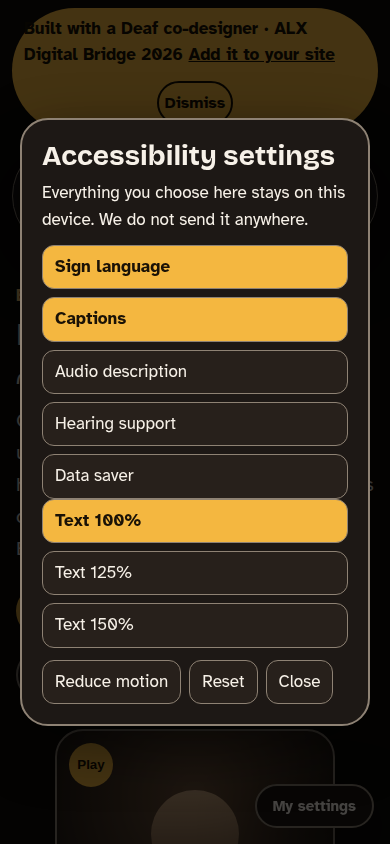 Built with a Deaf co-designer · ALX
Digital Bridge 2026 Add it to your site
Dismiss
Accessibility settings
Everything you choose here stays on this
device. We do not send it anywhere.
Sign language
Captions
Audio description
Hearing support
Data saver
Text 100%
Text 125%
Text 150%
Reduce motion
Reset
Close
Play
My settings